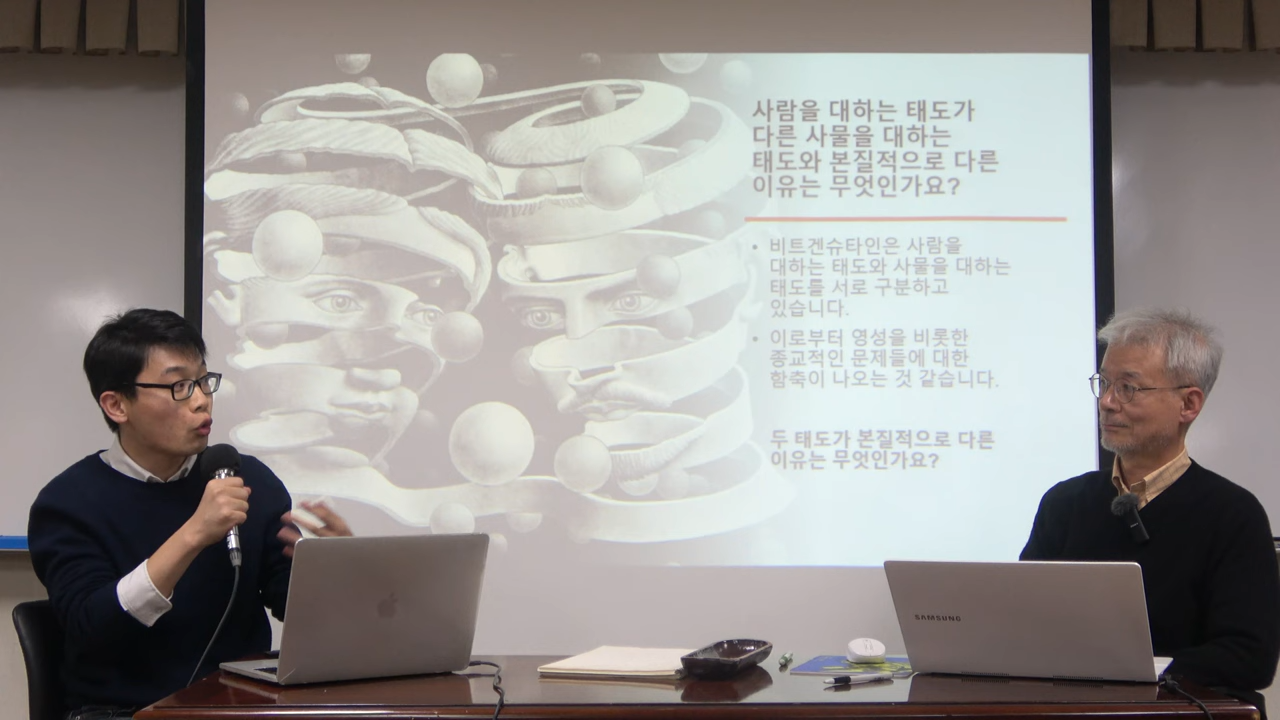 사람을 대하는 태도가
다른 사물을 대하는
태도와 본질적으로 다른
이유는 무엇인가요?
• 비트겐슈타인은 사람을
대하는 태도와 사물을 대하는
태도를 서로 구분하고
있습니다.
• 이로부터 영성을 비롯한
종교적인 문제들에 대한
함축이 나오는 것 같습니다.
두 태도가 본질적으로 다른
이유는 무엇인가요?
SAMSUNG